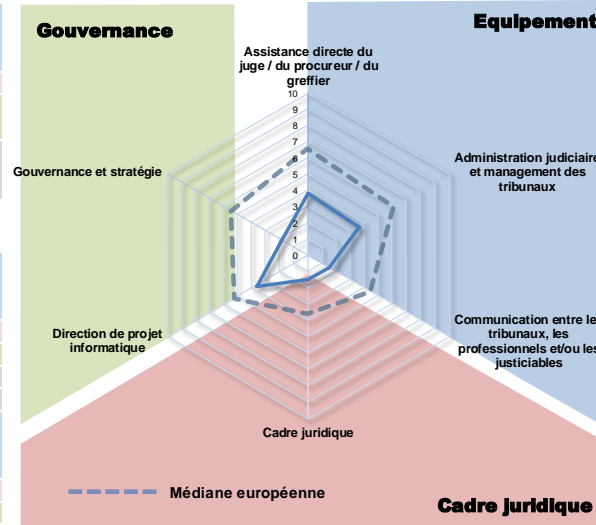 Gouvernance
Equipement
Assistance directe du
juge / du procureur / du
greffier
10
9
8
7
6
5
4
3
2
1
0
Gouvernance et stratégie
Administration judiciaire
et management des
tribunaux
Direction de projet
informatique
Communication entre le
tribunaux, les
professionnels et/ou les
justiciables
Cadre juridique
Médiane européenne
Cadre juridique